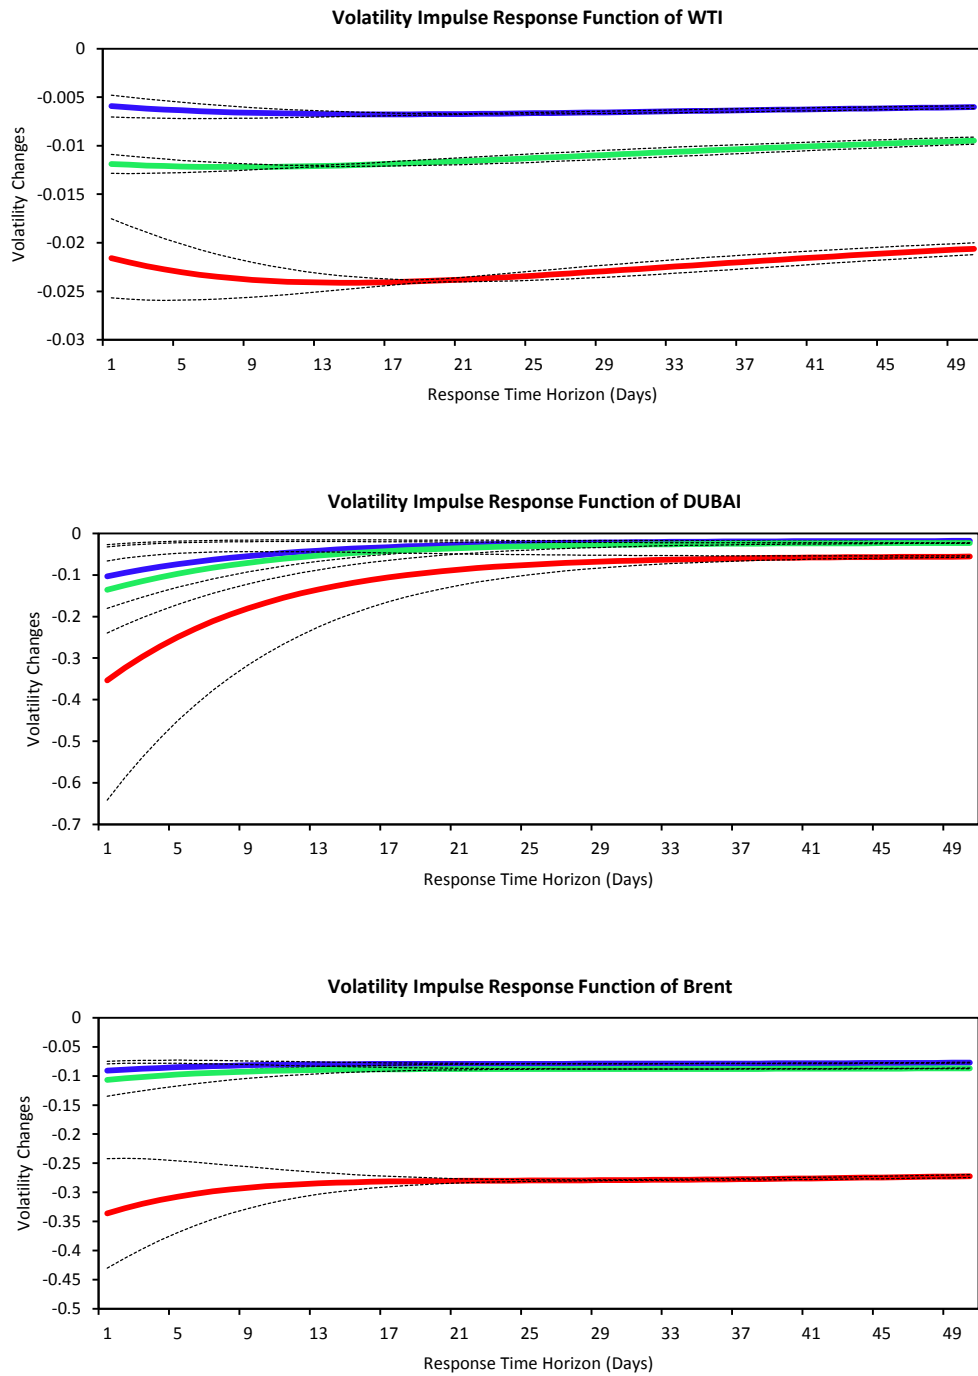 Volatility Impulse Response Function of WTI
0
-0.005
-0.01
-0.015
-0.02
-0.025
-0.03
Volatility Changes
1 5 9 13 17 21 25 29 33 37 41 45 49
Response Time Horizon (Days)
Volatility Impulse Response Function of DUBAI
0
-0.1
-0.2
-0.3
-0.4
-0.5
-0.6
-0.7
Volatility Changes
1 5 9 13 17 21 25 29 33 37 41 45 49
Response Time Horizon (Days)
Volatility Impulse Response Function of Brent
0
-0.05
-0.1
-0.15
-0.2
-0.25
-0.3
-0.35
-0.4
-0.45
-0.5
Volatility Changes
1 5 9 13 17 21 25 29 33 37 41 45 49
Response Time Horizon (Days)